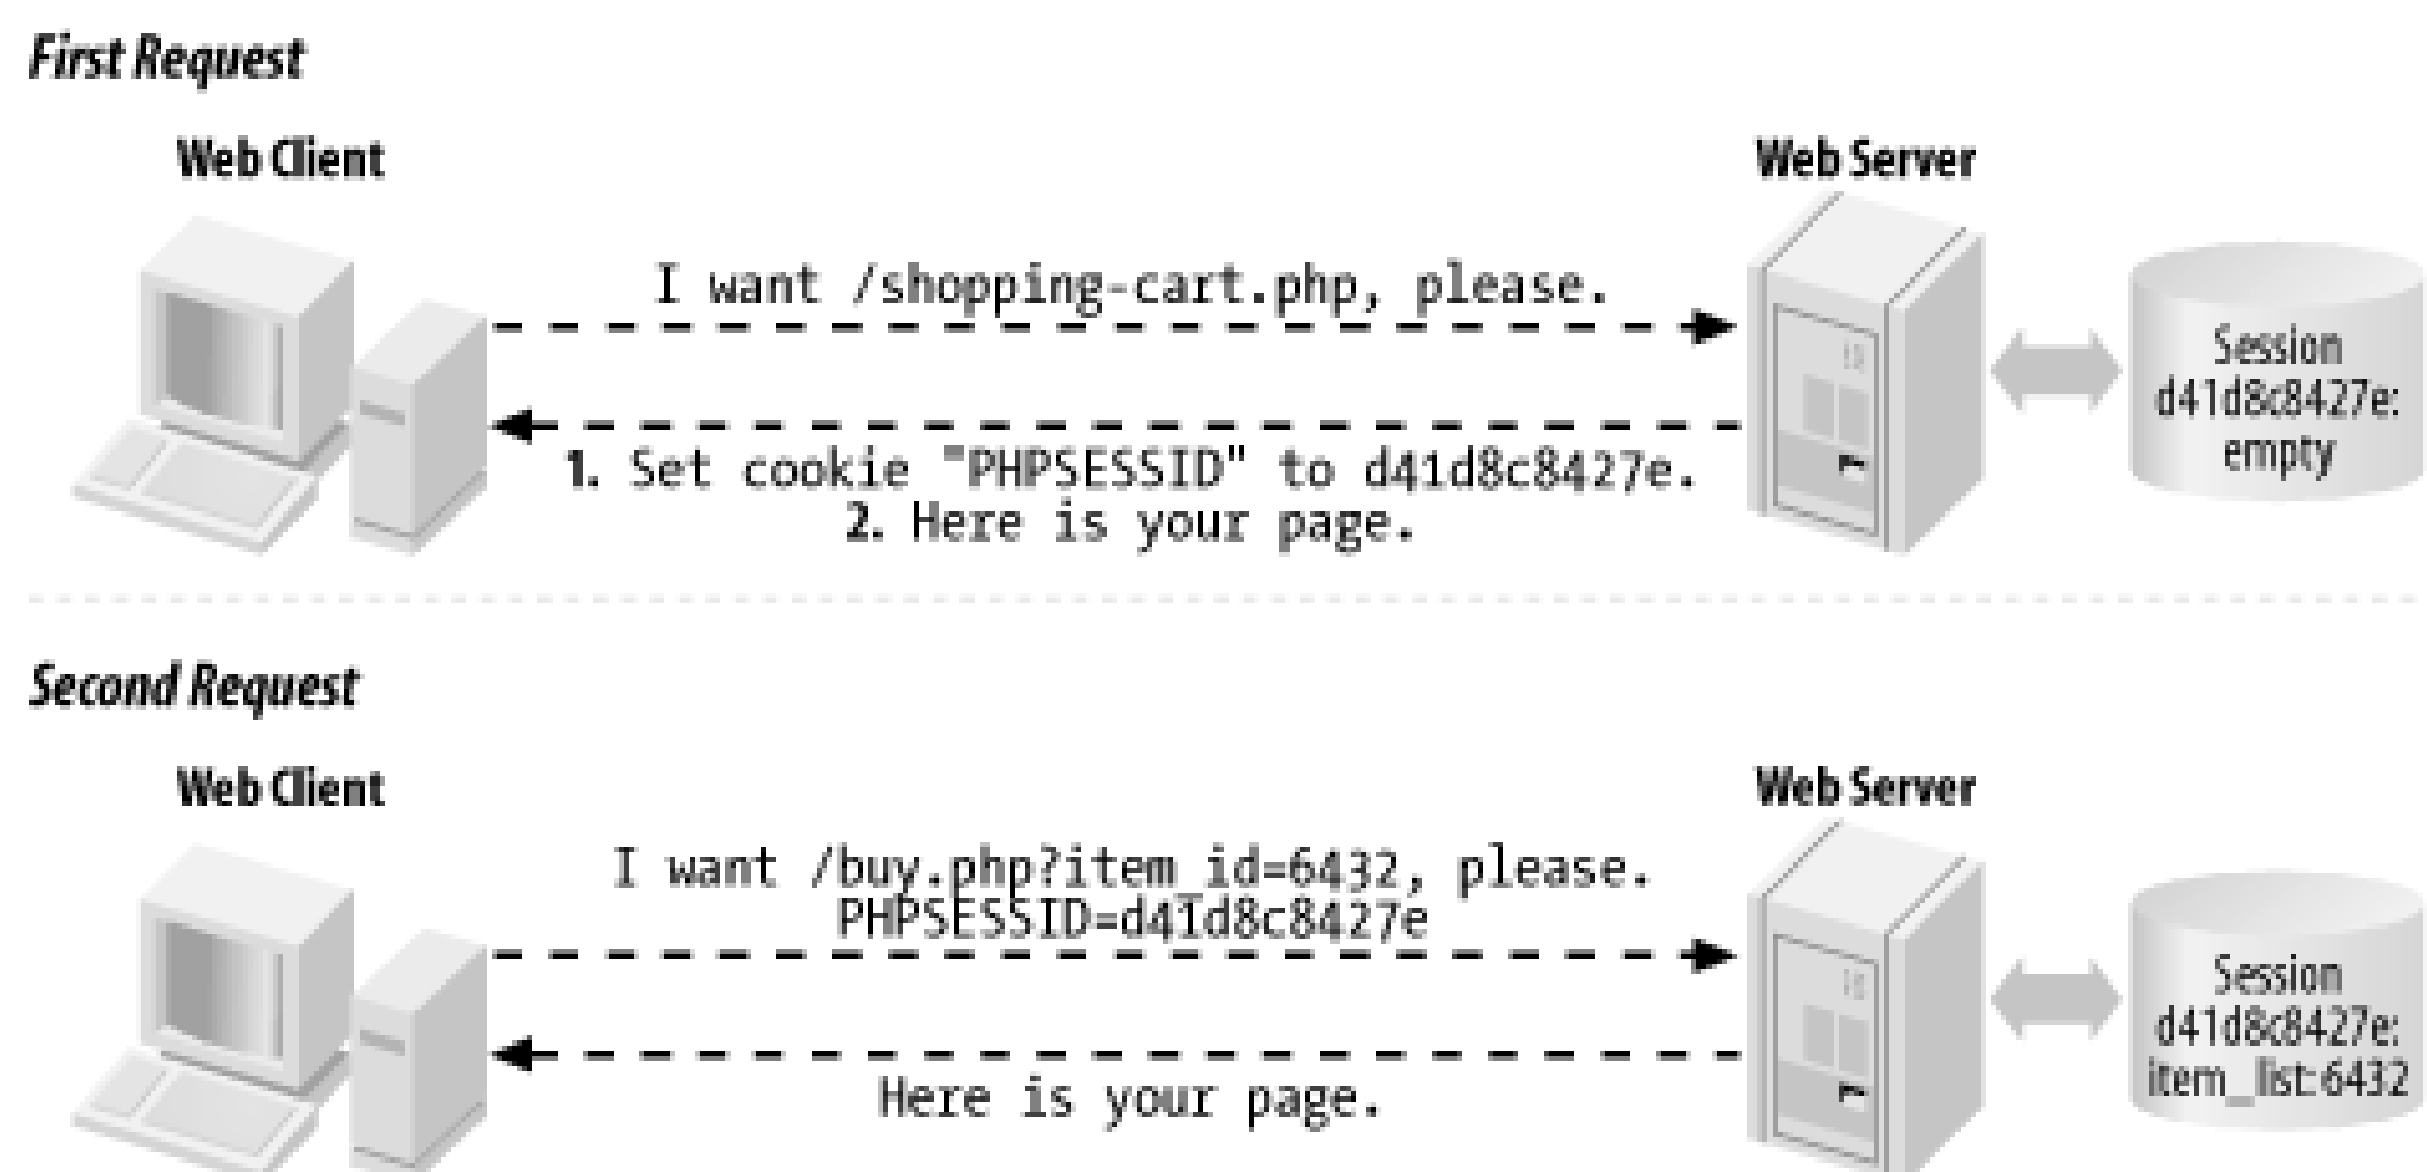 First Request
Web Client
Web Server
I want /shopping-cart.php, please.
1. Set cookie "PHPSESSID" to d41d8c8427e.
2. Here is your page.
Session
d41d8c8427e:
empty
Second Request
Web Client
Web Server
I want /buy.php?item_id=6432, please.
PHPSESSID=d41d8c8427e
Here is your page.
Session
d41d8c8427e:
item_list:6432